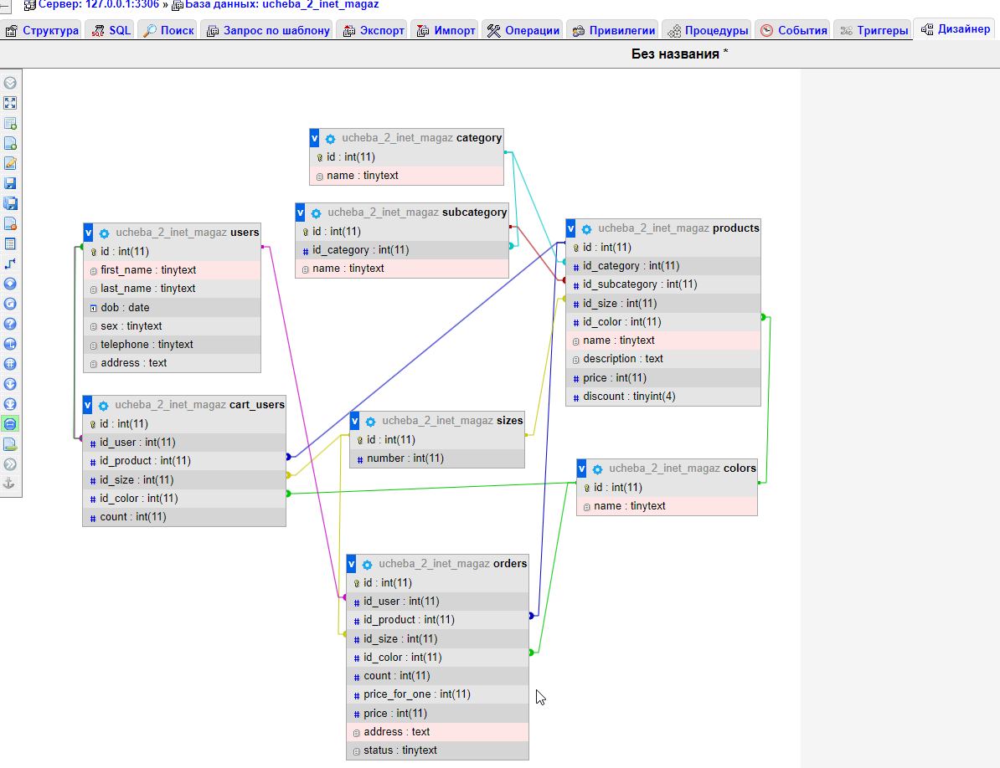 Сервер: 127.0.0.1:3306 » База данных: ucheba_2_inet_magaz
Структура SQL Поиск Запрос по шаблону Экспорт Импорт Операции Привилегии Процедуры События Триггеры Дизайнер
Без названия *
v ucheba_2_inet_magaz category
id : int(11)
name : tinytext
v ucheba_2_inet_magaz subcategory
id : int(11)
id_category : int(11)
name : tinytext
v ucheba_2_inet_magaz users
id : int(11)
first_name : tinytext
last_name : tinytext
dob : date
sex : tinytext
telephone : tinytext
address : text
v ucheba_2_inet_magaz products
id : int(11)
id_category : int(11)
id_subcategory : int(11)
id_size : int(11)
id_color : int(11)
name : tinytext
description : text
price : int(11)
discount : tinyint(4)
v ucheba_2_inet_magaz cart_users
id : int(11)
id_user : int(11)
id_product : int(11)
id_size : int(11)
id_color : int(11)
count : int(11)
v ucheba_2_inet_magaz sizes
id : int(11)
number : int(11)
v ucheba_2_inet_magaz colors
id : int(11)
name : tinytext
v ucheba_2_inet_magaz orders
id : int(11)
id_user : int(11)
id_product : int(11)
id_size : int(11)
id_color : int(11)
count : int(11)
price_for_one : int(11)
price : int(11)
address : text
status : tinytext